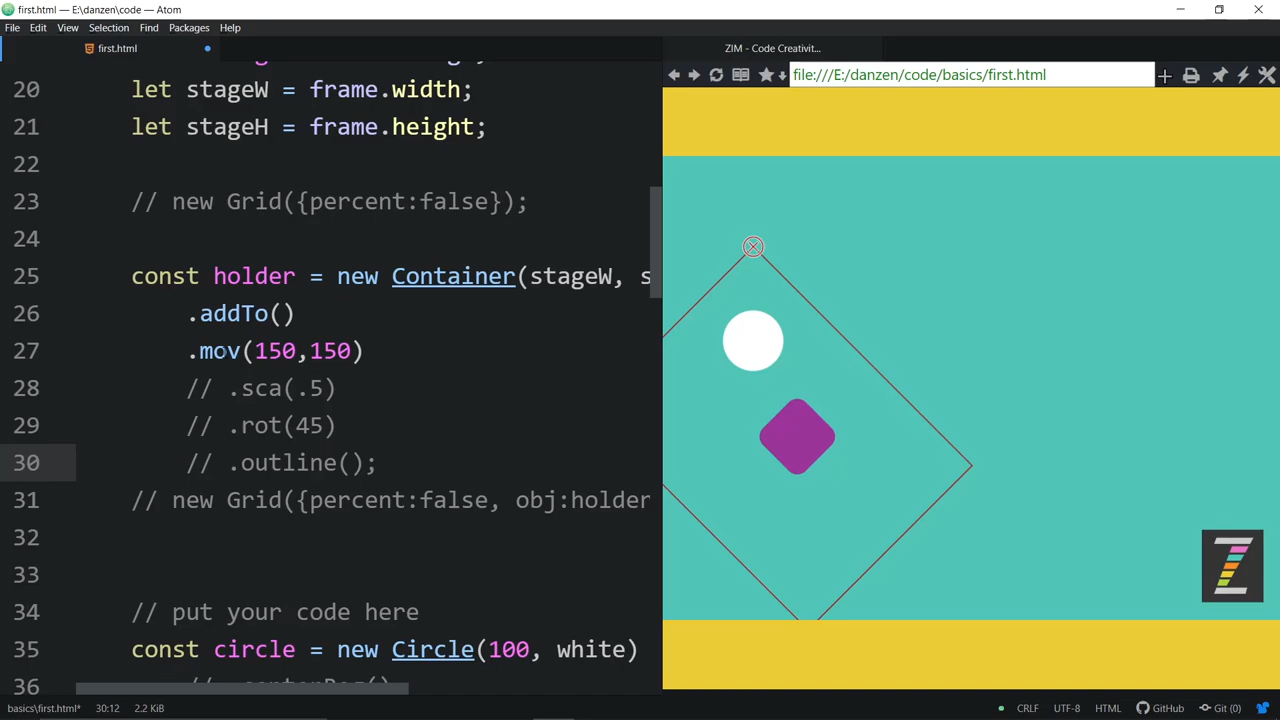 first.html — E:\danzen\code — Atom
File Edit View Selection Find Packages Help
first.html
ZIM - Code Creativit...
file:///E:/danzen/code/basics/first.html
20 let stageW = frame.width;
21 let stageH = frame.height;
22
23 // new Grid({percent:false});
24
25 const holder = new Container(stageW, s
26 .addTo()
27 .mov(150,150)
28 // .sca(.5)
29 // .rot(45)
30 // .outline();
31 // new Grid({percent:false, obj:holder
32
33
34 // put your code here
35 const circle = new Circle(100, white)
36 // .centerReg()
basics\first.html* 30:12 2.2 KiB
CRLF UTF-8 HTML GitHub Git (0)